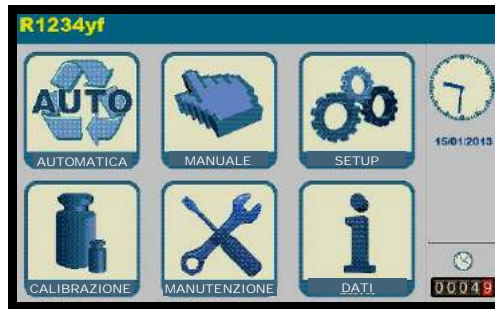 R1234yf
AUTO
AUTOMATICA
MANUALE
SETUP
15/01/2013
CALIBRAZIONE
MANUTENZIONE
DATI
00049